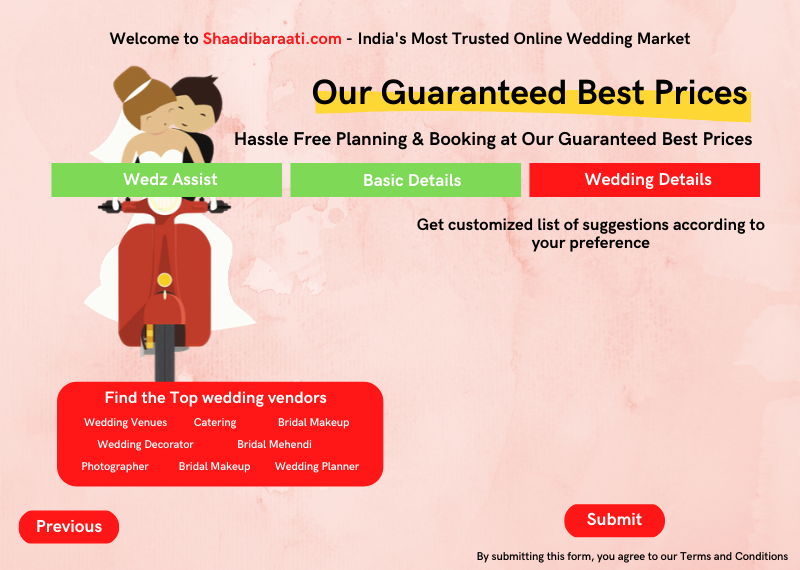 Welcome to Shaadibaraati.com - India's Most Trusted Online Wedding Market
Our Guaranteed Best Prices
Hassle Free Planning & Booking at Our Guaranteed Best Prices
Wedz Assist
Basic Details
Wedding Details
Get customized list of suggestions according to
your preference
Find the Top wedding vendors
Wedding Venues Catering Bridal Makeup
Wedding Decorator Bridal Mehendi
Photographer Bridal Makeup Wedding Planner
Previous
Submit
By submitting this form, you agree to our Terms and Conditions